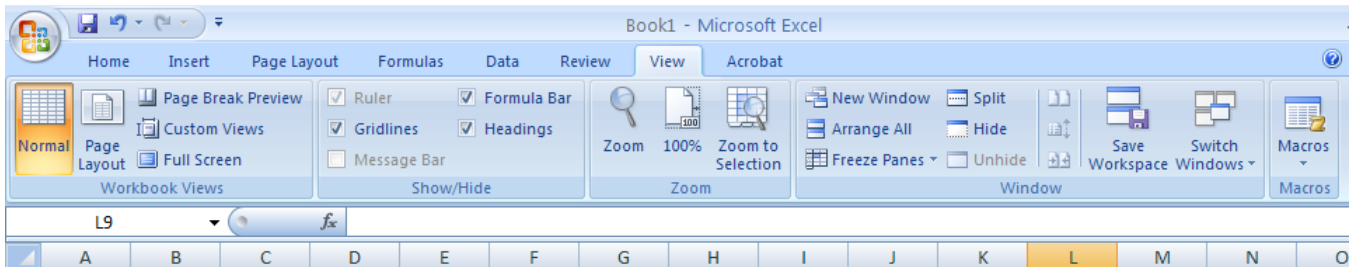 Book1 - Microsoft Excel
Home Insert Page Layout Formulas Data Review View Acrobat
Normal
Page Layout
Page Break Preview
Custom Views
Full Screen
Workbook Views
Ruler
Gridlines
Message Bar
Formula Bar
Headings
Show/Hide
Zoom
100
100%
Zoom to
Selection
Zoom
New Window
Arrange All
Freeze Panes
Split
Hide
Unhide
Save
Workspace
Switch
Windows
Window
Macros
Macros
L9 fx
A B C D E F G H I J K L M N O